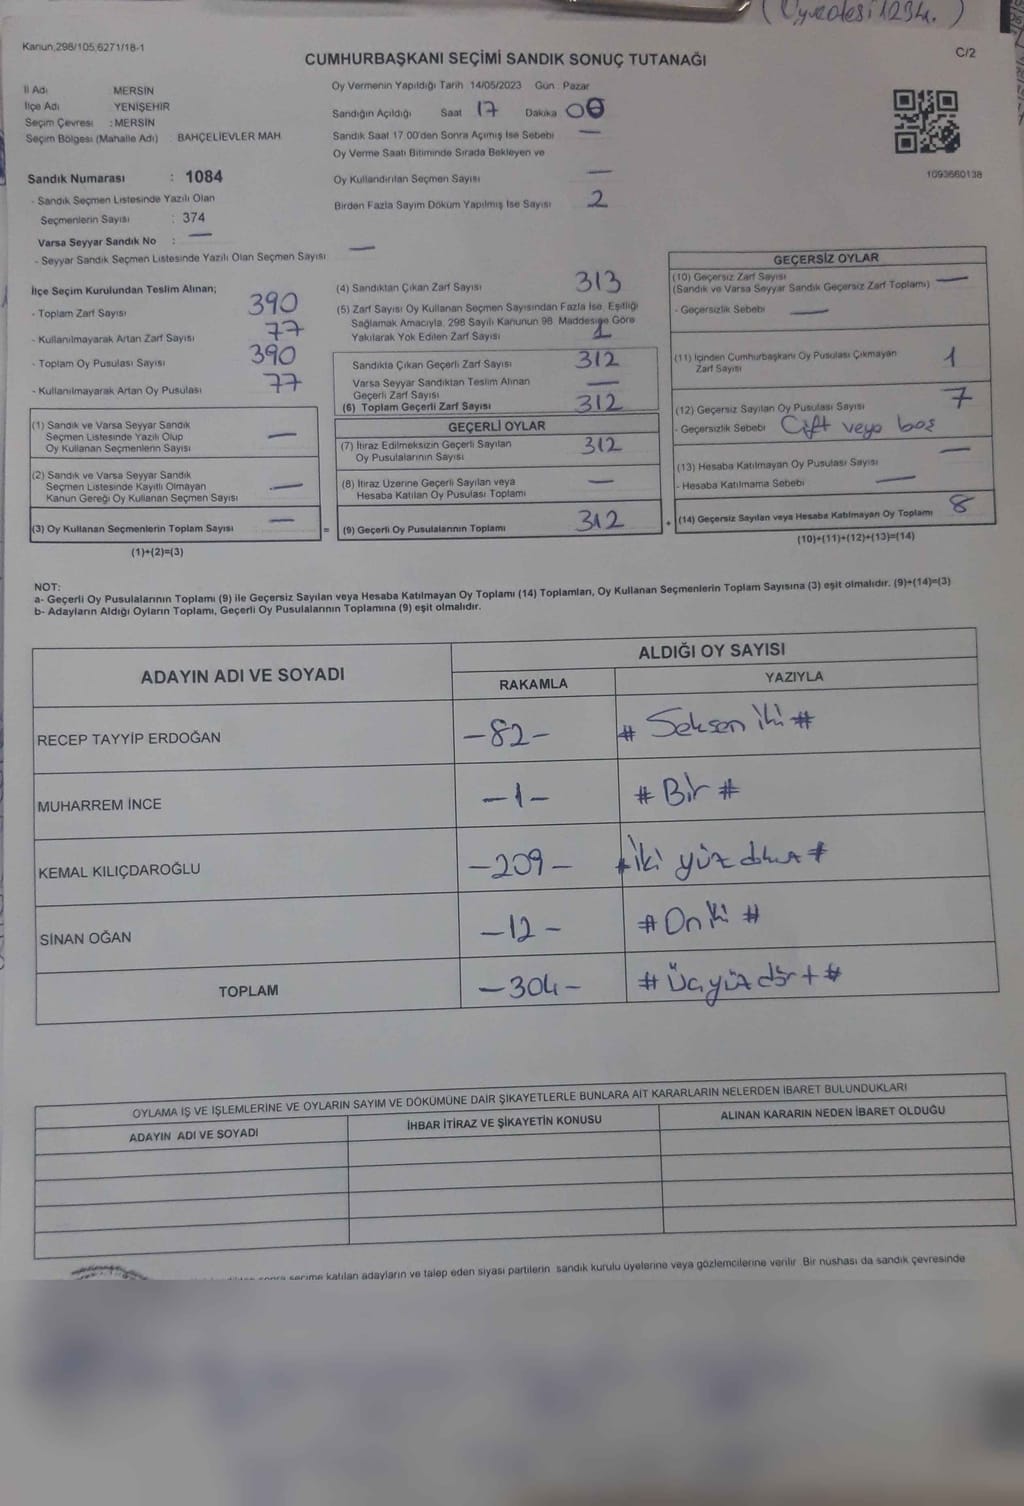 Kanun;298/105,6271/18-1
CUMHURBAŞKANI SEÇİMİ SANDIK SONUÇ TUTANAĞI
C/2
İl Adı MERSİN
İlçe Adı YENİŞEHİR
Seçim Çevresi : MERSİN
Seçim Bölgesi (Mahalle Adı) BAHÇELİEVLER MAH
Sandık Numarası : 1084
- Sandık Seçmen Listesinde Yazılı Olan
Seçmenlerin Sayısı : 374
Varsa Seyyar Sandık No : —
- Seyyar Sandık Seçmen Listesinde Yazılı Olan Seçmen Sayısı —
Oy Vermenin Yapıldığı Tarih 14/05/2023 Gün : Pazar
Sandığın Açıldığı Saat 17 Dakika 00
Sandık Saat 17 00'den Sonra Açımış İse Sebebi —
Oy Verme Saati Bitiminde Sırada Bekleyen ve
Oy Kullandırılan Seçmen Sayısı —
Birden Fazla Sayım Döküm Yapılmış İse Sayısı 2
1093660138
İlçe Seçim Kurulundan Teslim Alınan;
- Toplam Zarf Sayısı 390
- Kullanılmayarak Artan Zarf Sayısı 77
- Toplam Oy Pusulası Sayısı 390
- Kullanılmayarak Artan Oy Pusulası 77
(1) Sandık ve Varsa Seyyar Sandık
Seçmen Listesinde Yazılı Olup
Oy Kullanan Seçmenlerin Sayısı —
(2) Sandık ve Varsa Seyyar Sandık
Seçmen Listesinde Kayıtlı Olmayan
Kanun Gereği Oy Kullanan Seçmen Sayısı —
(3) Oy Kullanan Seçmenlerin Toplam Sayısı —
(1)+(2)=(3)
(4) Sandıktan Çıkan Zarf Sayısı 313
(5) Zarf Sayısı Oy Kullanan Seçmen Sayısından Fazla İse, Eşitliği
Sağlamak Amacıyla, 298 Sayılı Kanunun 98. Maddesine Göre
Yakılarak Yok Edilen Zarf Sayısı 1
Sandıkta Çıkan Geçerli Zarf Sayısı 312
Varsa Seyyar Sandıktan Teslim Alınan
Geçerli Zarf Sayısı —
(6) Toplam Geçerli Zarf Sayısı 312
GEÇERLİ OYLAR
(7) İtiraz Edilmeksizin Geçerli Sayılan
Oy Pusulalarının Sayısı 312
(8) İtiraz Üzerine Geçerli Sayılan veya
Hesaba Katılan Oy Pusulası Toplamı —
= (9) Geçerli Oy Pusulalarının Toplamı 312
GEÇERSİZ OYLAR
(10) Geçersiz Zarf Sayısı —
(Sandık ve Varsa Seyyar Sandık Geçersiz Zarf Toplamı)
- Geçersizlik Sebebi —
(11) İçinden Cumhurbaşkanı Oy Pusulası Çıkmayan
Zarf Sayısı 1
(12) Geçersiz Sayılan Oy Pusulası Sayısı 7
- Geçersizlik Sebebi Çift veya boş
(13) Hesaba Katılmayan Oy Pusulası Sayısı —
- Hesaba Katılmama Sebebi —
+ (14) Geçersiz Sayılan veya Hesaba Katılmayan Oy Toplamı 8
(10)+(11)+(12)+(13)=(14)
NOT:
a- Geçerli Oy Pusulalarının Toplamı (9) ile Geçersiz Sayılan veya Hesaba Katılmayan Oy Toplamı (14) Toplamları, Oy Kullanan Seçmenlerin Toplam Sayısına (3) eşit olmalıdır. (9)+(14)=(3)
b- Adayların Aldığı Oyların Toplamı, Geçerli Oy Pusulalarının Toplamına (9) eşit olmalıdır.
ADAYIN ADI VE SOYADI ALDIĞI OY SAYISI
RAKAMLA YAZIYLA
RECEP TAYYİP ERDOĞAN -82- # Seksen iki #
MUHARREM İNCE -1- # Bir #
KEMAL KILIÇDAROĞLU -209- # İki yüz dokuz #
SİNAN OĞAN -12- # On iki #
TOPLAM -304- # Üçyüz dört #
OYLAMA İŞ VE İŞLEMLERİNE VE OYLARIN SAYIM VE DÖKÜMÜNE DAİR ŞİKAYETLERLE BUNLARA AİT KARARLARIN NELERDEN İBARET BULUNDUKLARI
ADAYIN ADI VE SOYADI İHBAR İTİRAZ VE ŞİKAYETİN KONUSU ALINAN KARARIN NEDEN İBARET OLDUĞU
sonra seçime katılan adayların ve talep eden siyasi partilerin sandık kurulu üyelerine veya gözlemcilerine verilir. Bir nüshası da sandık çevresinde